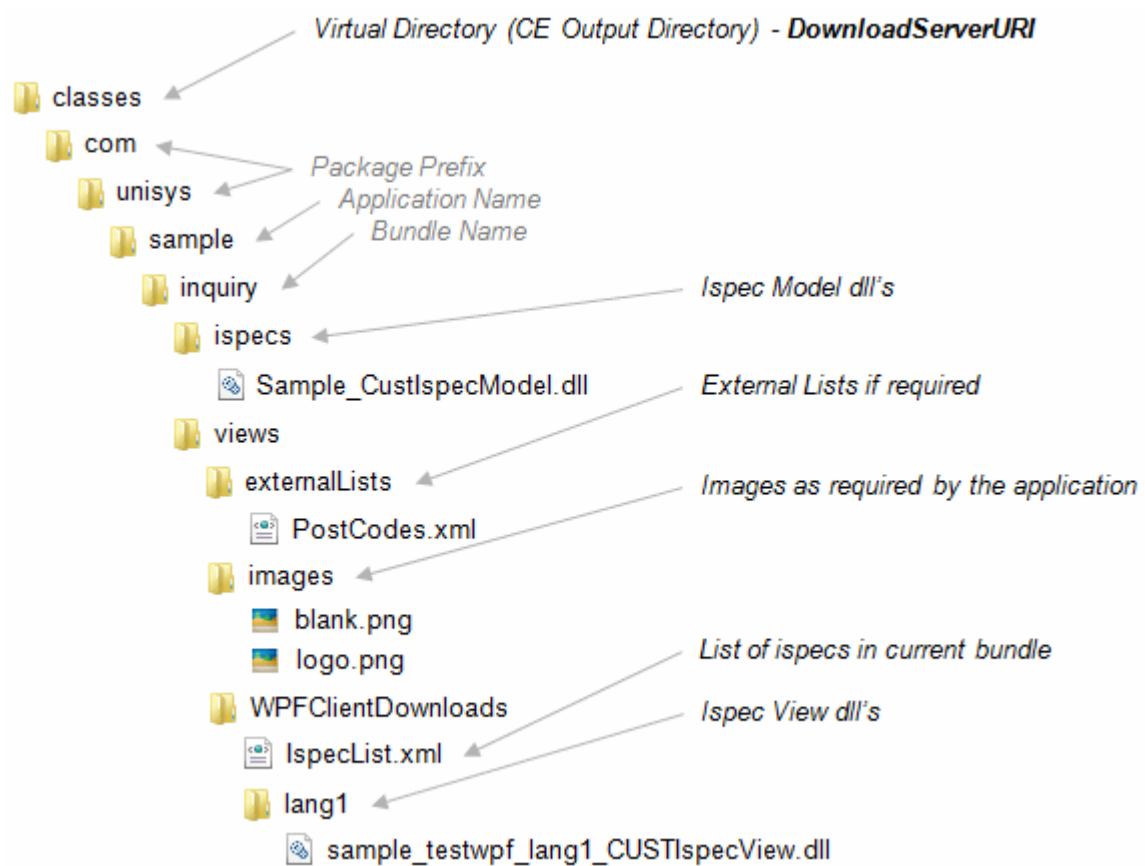 Virtual Directory (CE Output Directory) - DownloadServerURI
classes
com
Package Prefix
unisys
Application Name
sample
Bundle Name
inquiry
Ispec Model dll's
ispecs
Sample_CustIspecModel.dll
External Lists if required
views
externalLists
Images as required by the application
PostCodes.xml
images
blank.png
logo.png
List of ispecs in current bundle
WPFClientDownloads
Ispec View dll's
IspecList.xml
lang1
sample_testwpf_lang1_CUSTIspecView.dll